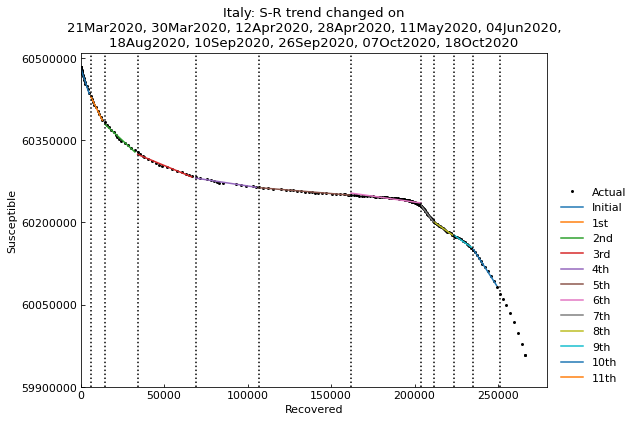 Italy: S-R trend changed on
21Mar2020, 30Mar2020, 12Apr2020, 28Apr2020, 11May2020, 04Jun2020,
18Aug2020, 10Sep2020, 26Sep2020, 07Oct2020, 18Oct2020
60500000
60350000
60200000
60050000
59900000
Susceptible
0
50000
100000
150000
200000
250000
Recovered
Actual
Initial
1st
2nd
3rd
4th
5th
6th
7th
8th
9th
10th
11th